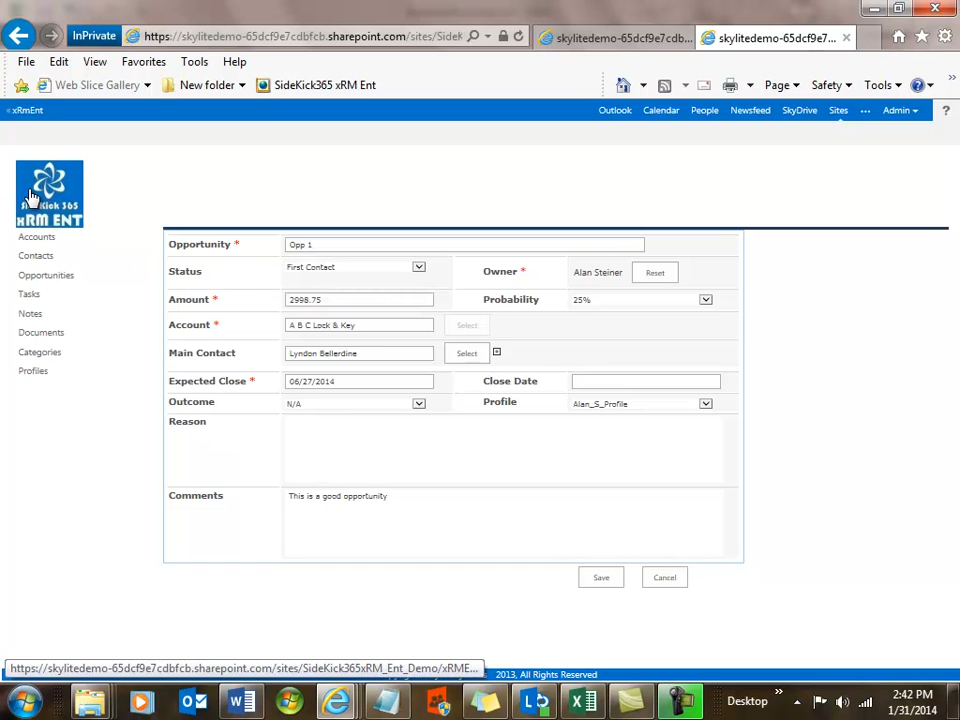 InPrivate https://skylitedemo-65dcf9e7cdbfcb.sharepoint.com/sites/SideK skylitedemo-65dcf9e7cdb... skylitedemo-65dcf9e7...
File Edit View Favorites Tools Help
Web Slice Gallery New folder SideKick365 xRM Ent Page Safety Tools
xRmEnt Outlook Calendar People Newsfeed SkyDrive Sites ... Admin ?
SideKick 365
xRM ENT
Accounts
Contacts
Opportunities
Tasks
Notes
Documents
Categories
Profiles
Opportunity * Opp 1
Status First Contact Owner * Alan Steiner Reset
Amount * 2998.75 Probability 25%
Account * A B C Lock & Key Select
Main Contact Lyndon Bellerdine Select
Expected Close * 06/27/2014 Close Date
Outcome N/A Profile Alan_S_Profile
Reason
Comments This is a good opportunity
Save Cancel
https://skylitedemo-65dcf9e7cdbfcb.sharepoint.com/sites/SideKick365xRM_Ent_Demo/xRME...
2013, All Rights Reserved
Desktop
2:42 PM
1/31/2014